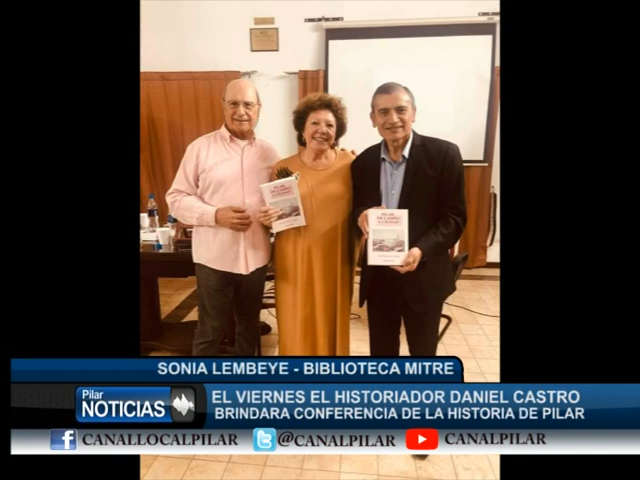 SONIA LEMBEYE - BIBLIOTECA MITRE
Pilar
NOTICIAS
EL VIERNES EL HISTORIADOR DANIEL CASTRO
BRINDARA CONFERENCIA DE LA HISTORIA DE PILAR
CANALLOCALPILAR
@CANALPILAR
CANALPILAR